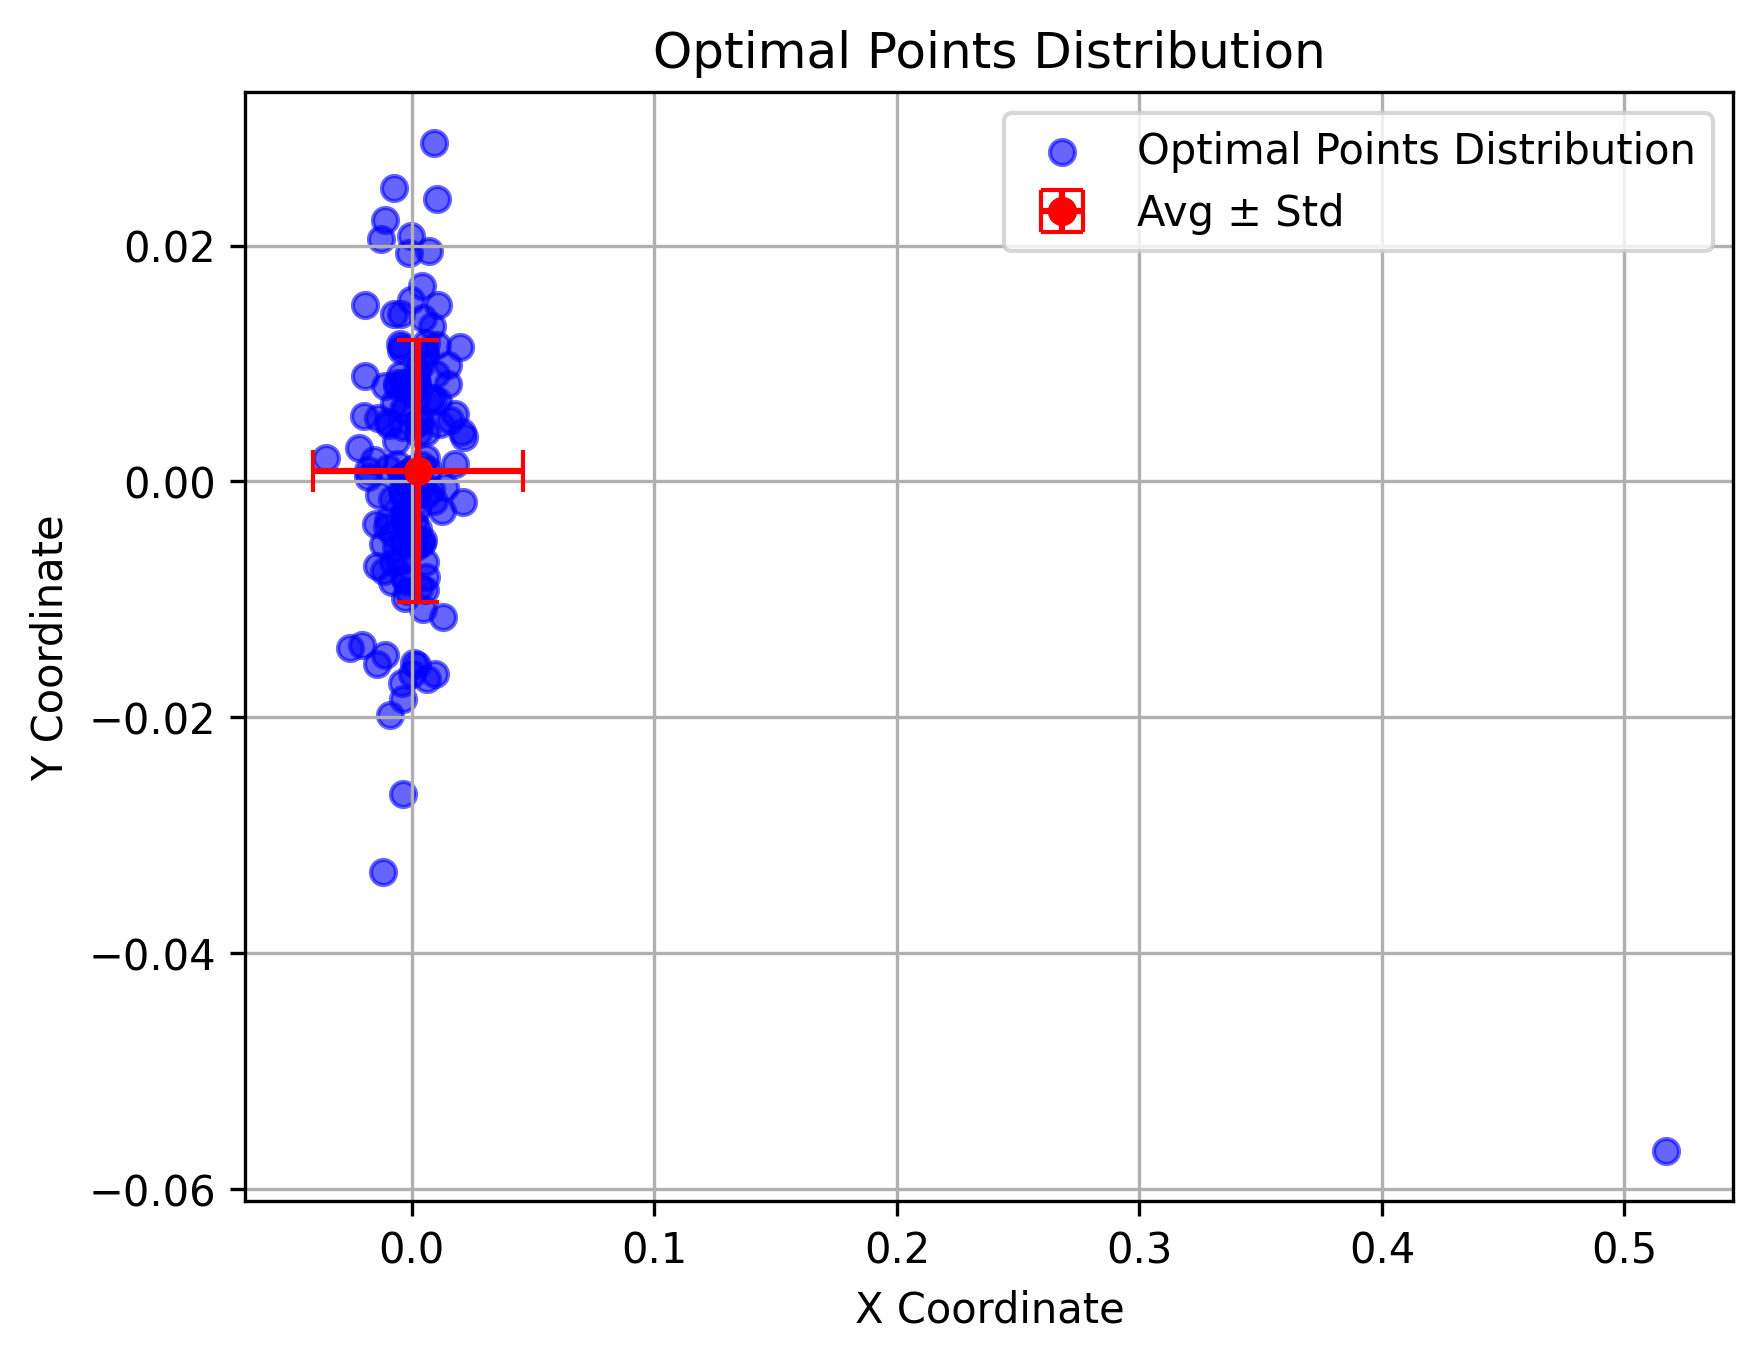 Optimal Points Distribution
Optimal Points Distribution
Avg ± Std
0.02
0.00
−0.02
−0.04
−0.06
Y Coordinate
0.0 0.1 0.2 0.3 0.4 0.5
X Coordinate